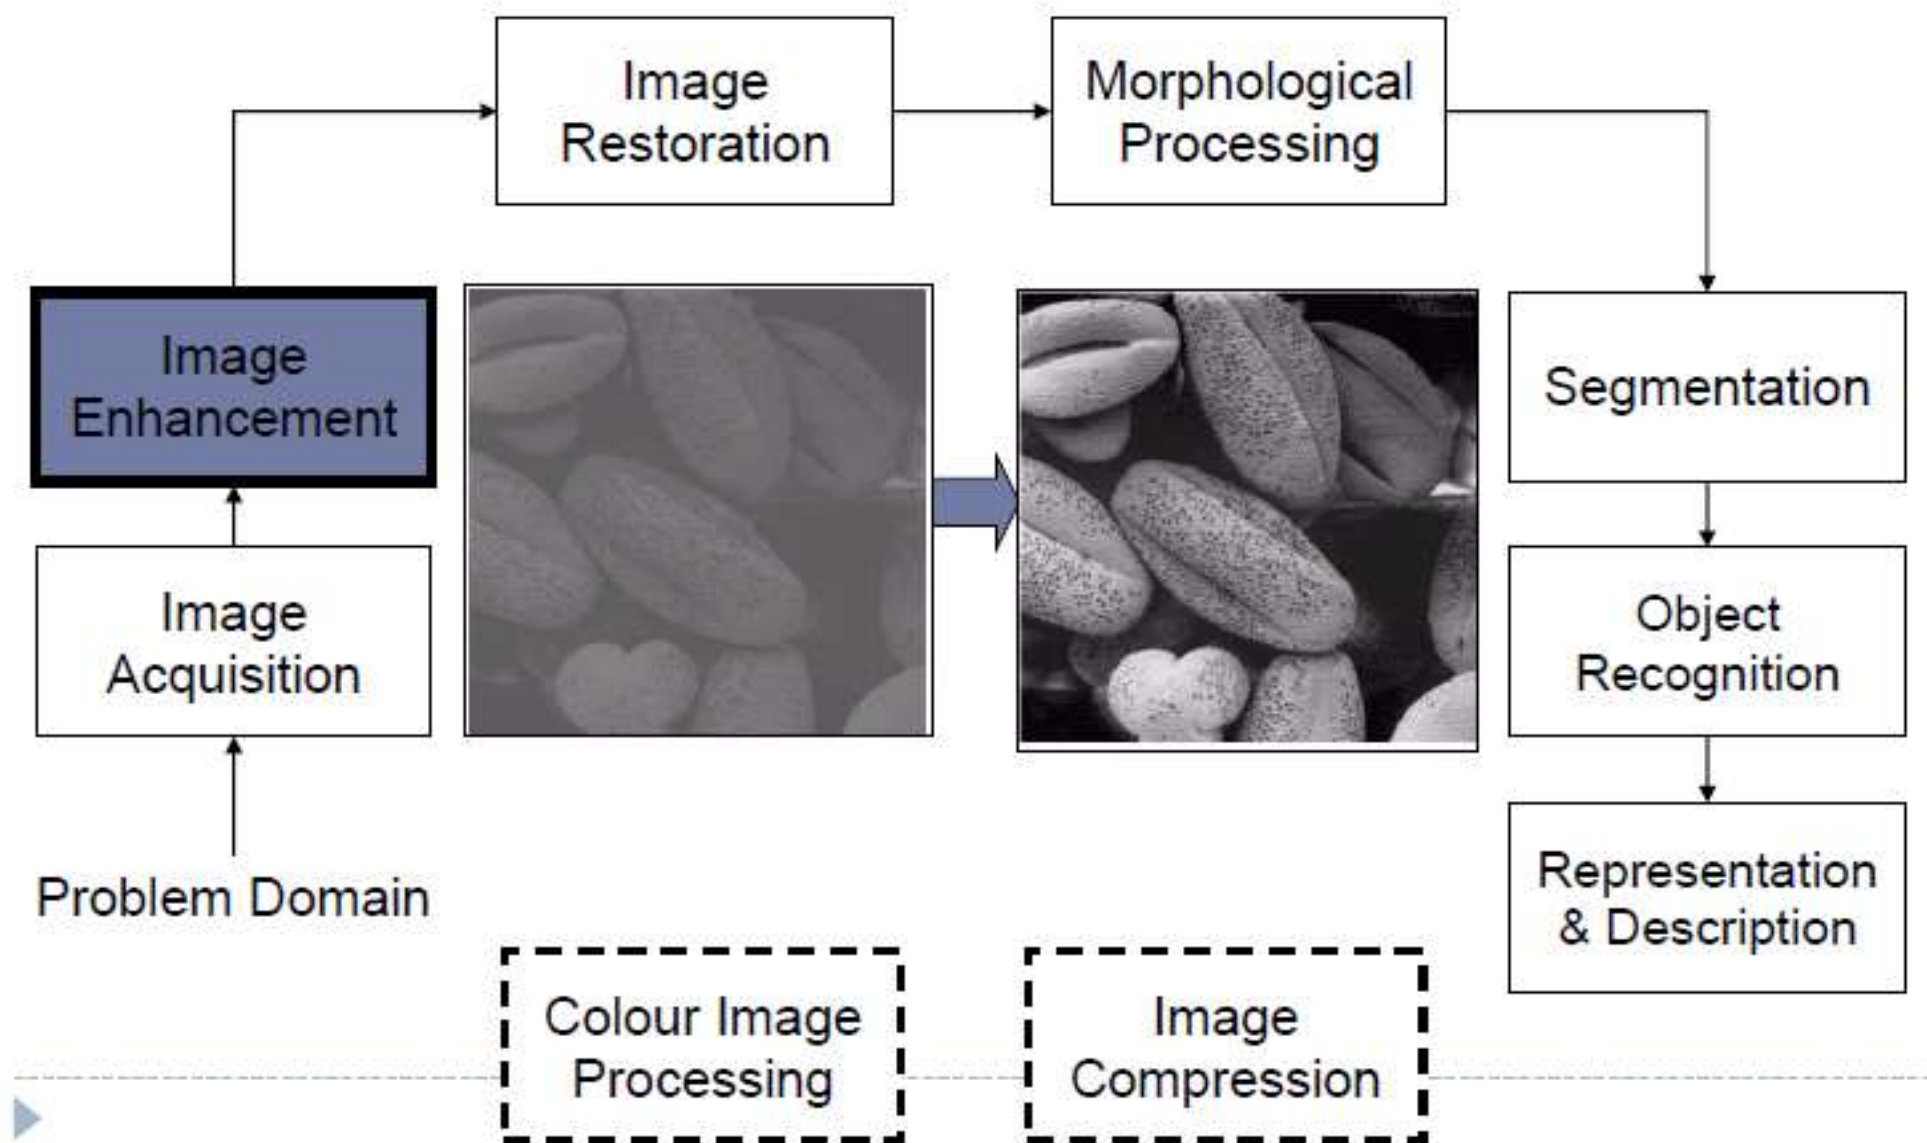 Image
Restoration
Morphological
Processing
Image
Enhancement
Segmentation
Image
Acquisition
Object
Recognition
Problem Domain
Representation
& Description
Colour Image
Processing
Image
Compression